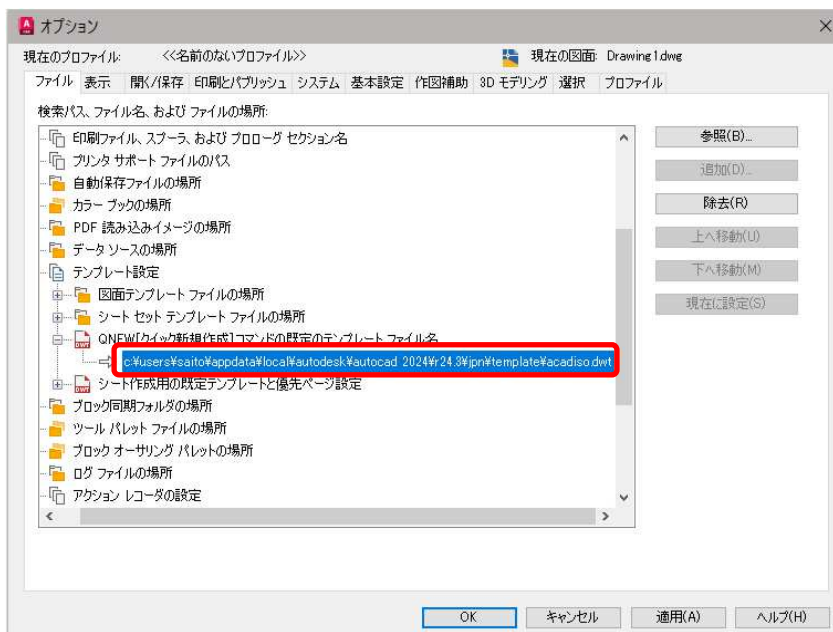 オプション
現在のプロファイル: <<名前のないプロファイル>> 現在の図面: Drawing1.dwg
ファイル 表示 開く/保存 印刷とパブリッシュ システム 基本設定 作図補助 3D モデリング 選択 プロファイル
検索パス、ファイル名、および ファイルの場所:
印刷ファイル、スプーラ、および プロローグ セクション名
プリンタ サポート ファイルのパス
自動保存ファイルの場所
カラー ブックの場所
PDF 読み込みイメージの場所
データ ソースの場所
テンプレート設定
図面テンプレート ファイルの場所
シート セット テンプレート ファイルの場所
QNEW[クイック新規作成]コマンドの既定のテンプレート ファイル名
c:¥users¥saito¥appdata¥local¥autodesk¥autocad 2024¥r24.3¥jpn¥template¥acadiso.dwt
シート作成用の既定テンプレートと優先ページ設定
ブロック同期フォルダの場所
ツール パレット ファイルの場所
ブロック オーサリング パレットの場所
ログ ファイルの場所
アクション レコーダの設定
参照(B)...
追加(D)...
除去(R)
上へ移動(U)
下へ移動(M)
現在に設定(S)
OK キャンセル 適用(A) ヘルプ(H)